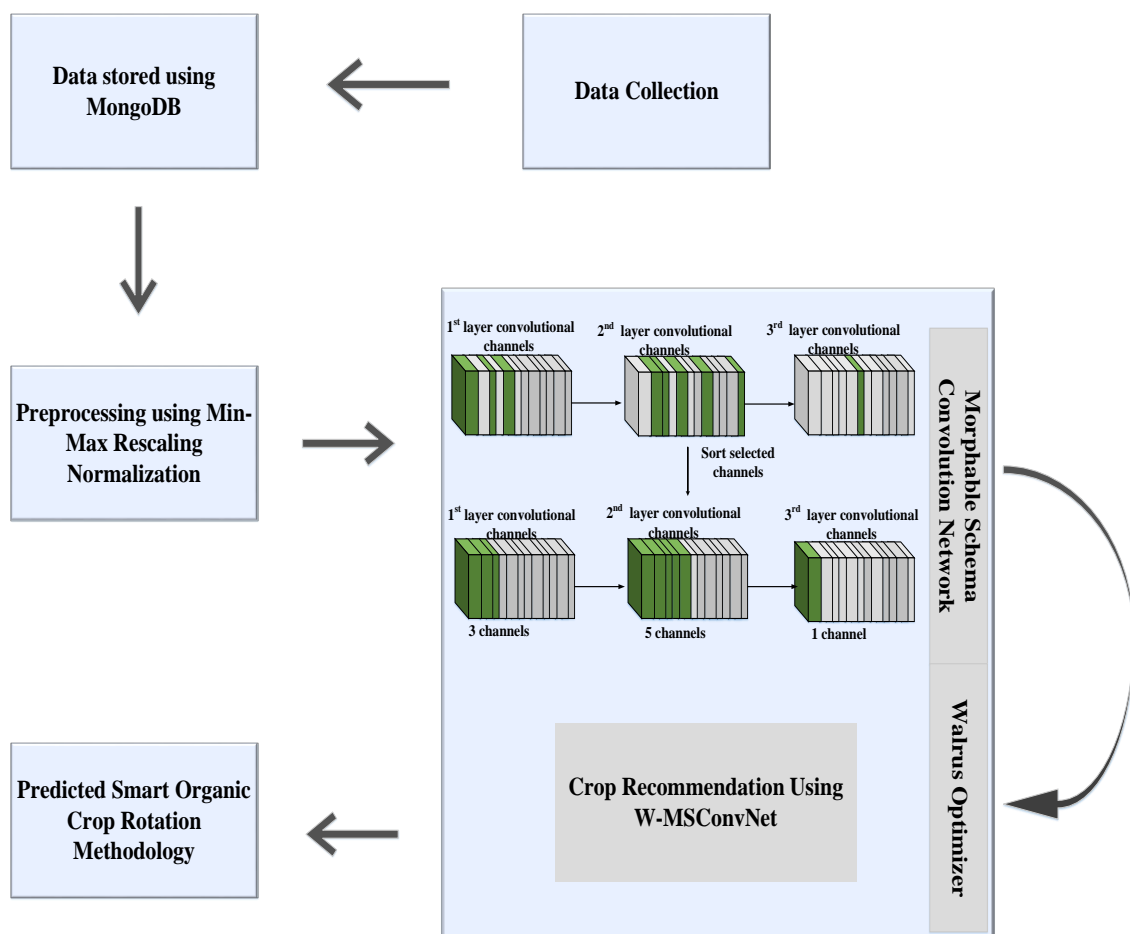 Data stored using
MongoDB
Data Collection
Preprocessing using Min-
Max Rescaling
Normalization
1st layer convolutional
channels
2nd layer convolutional
channels
3rd layer convolutional
channels
Sort selected
channels
1st layer convolutional
channels
2nd layer convolutional
channels
3rd layer convolutional
channels
3 channels
5 channels
1 channel
Morphable Schema
Convolution Network
Walrus Optimizer
Crop Recommendation Using
W-MSConvNet
Predicted Smart Organic
Crop Rotation
Methodology